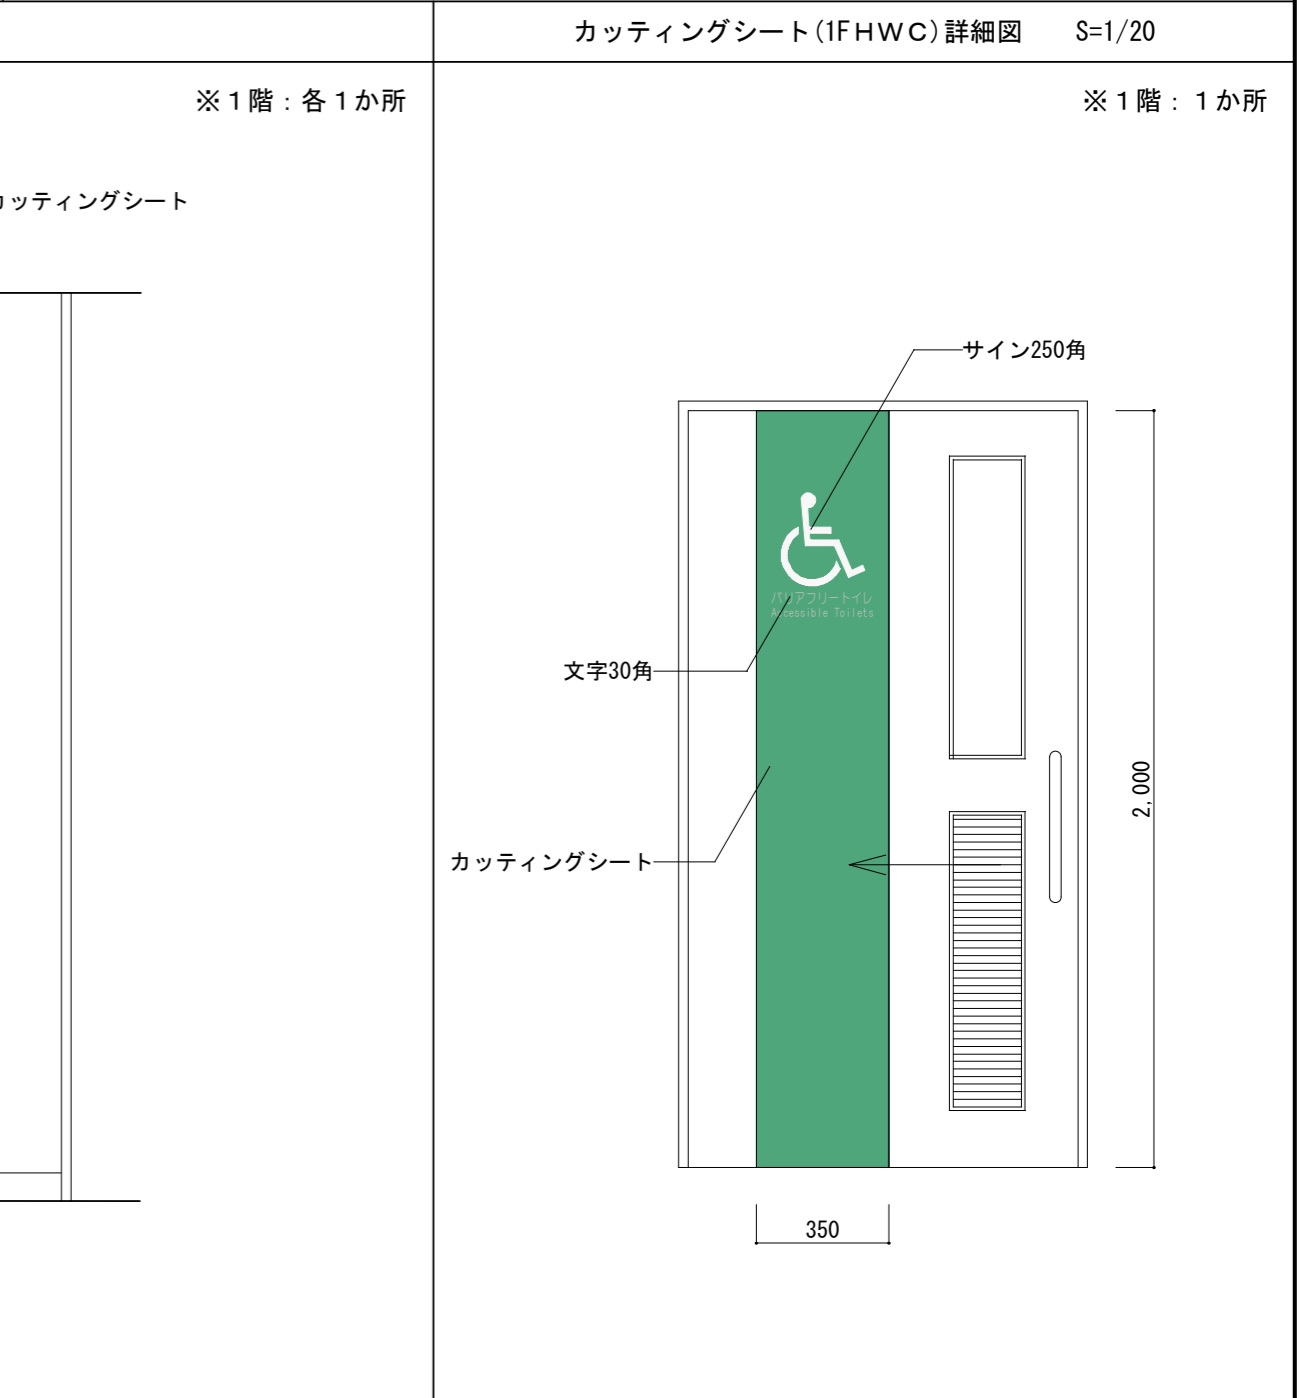 カッティングシート(1FHWC)詳細図 S=1/20
※1階：各1か所
※1階：1か所
ッティングシート
サイン250角
バリアフリートイレ
Accessible Toilets
文字30角
カッティングシート
2,000
350